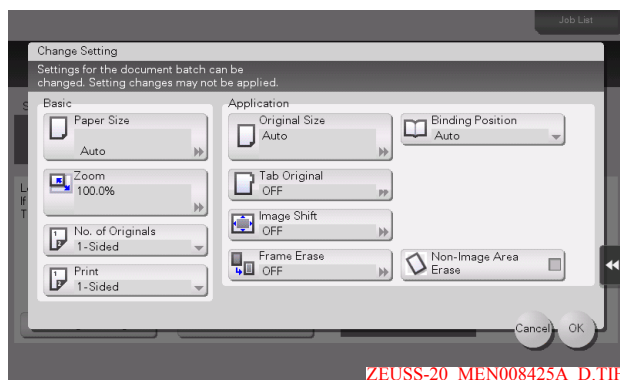 Job List
Change Setting
Settings for the document batch can be
changed. Setting changes may not be applied.
Basic
Paper Size
Auto
Zoom
100.0%
No. of Originals
1-Sided
Print
1-Sided
Application
Original Size
Auto
Tab Original
OFF
Image Shift
OFF
Frame Erase
OFF
Binding Position
Auto
Non-Image Area
Erase
Cancel
OK
ZEUSS-20_MEN008425A_D.TIF